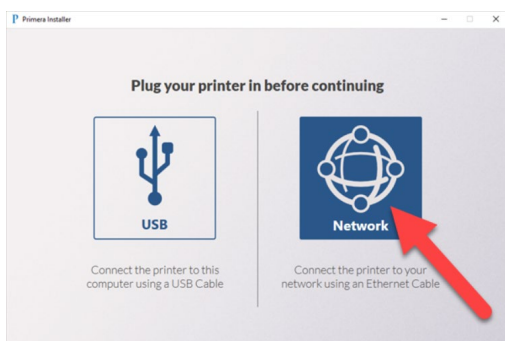 Primera Installer
Plug your printer in before continuing
USB
Network
Connect the printer to this
computer using a USB Cable
Connect the printer to your
network using an Ethernet Cable